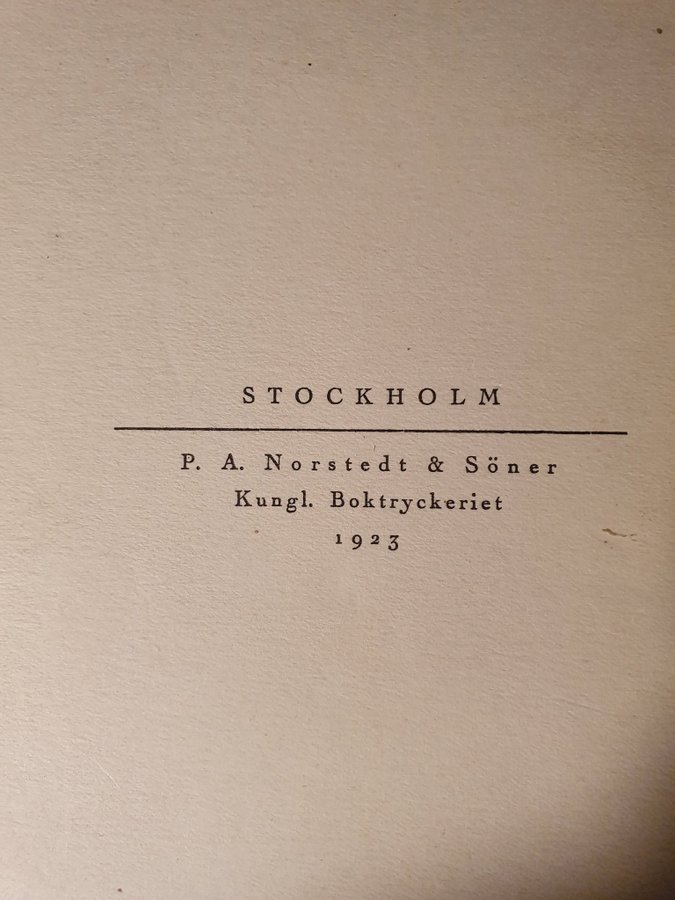 STOCKHOLM
P. A. Norstedt & Söner
Kungl. Boktryckeriet
1923